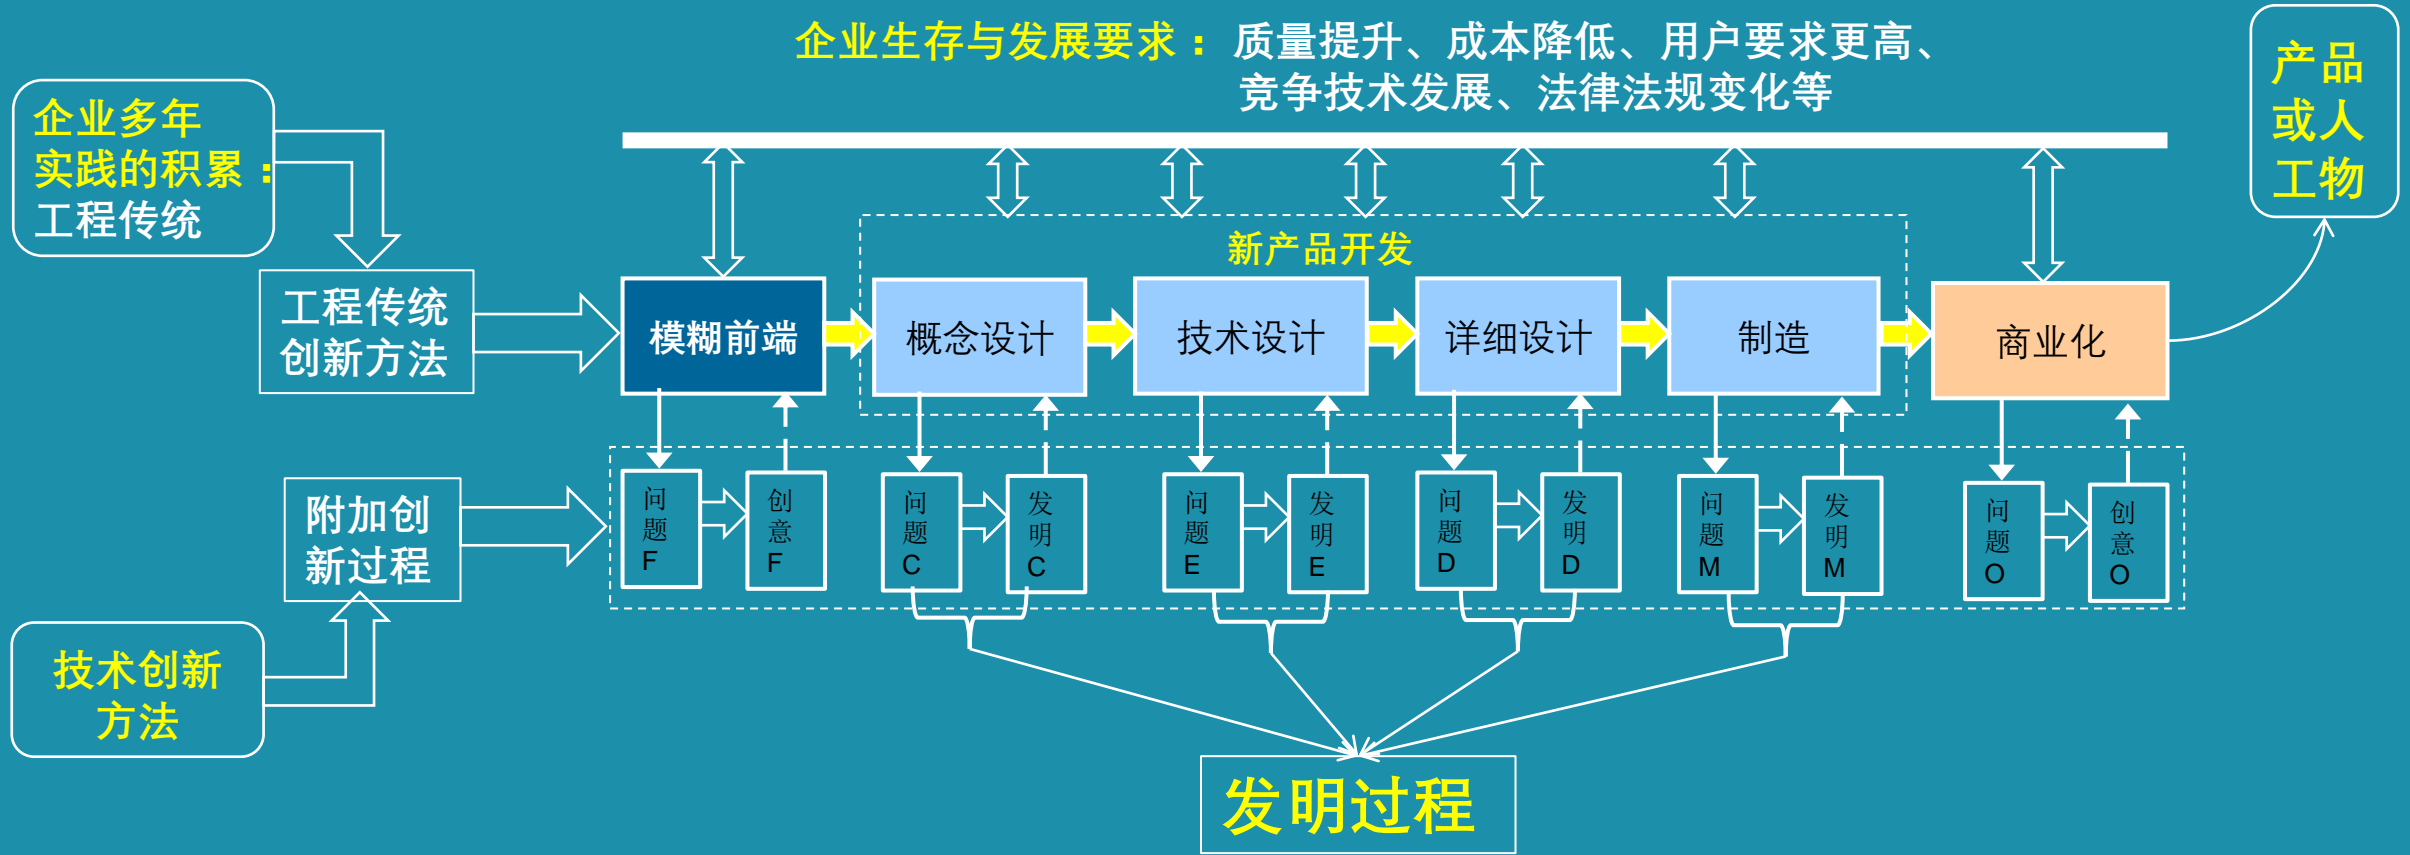 企业生存与发展要求： 质量提升、成本降低、用户要求更高、
竞争技术发展、法律法规变化等
产品
或人
工物
企业多年
实践的积累：
工程传统
新产品开发
工程传统
创新方法
模糊前端
概念设计
技术设计
详细设计
制造
商业化
附加创
新过程
问
题
F
创
意
F
问
题
C
发
明
C
问
题
E
发
明
E
问
题
D
发
明
D
问
题
M
发
明
M
问
题
O
创
意
O
技术创新
方法
发明过程